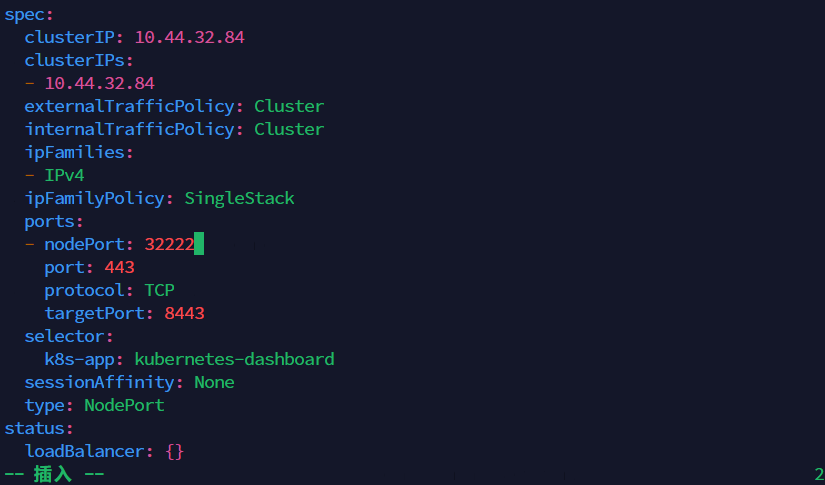 spec:
  clusterIP: 10.44.32.84
  clusterIPs:
  - 10.44.32.84
  externalTrafficPolicy: Cluster
  internalTrafficPolicy: Cluster
  ipFamilies:
  - IPv4
  ipFamilyPolicy: SingleStack
  ports:
  - nodePort: 32222
    port: 443
    protocol: TCP
    targetPort: 8443
  selector:
    k8s-app: kubernetes-dashboard
  sessionAffinity: None
  type: NodePort
status:
  loadBalancer: {}
-- 插入 -- 2